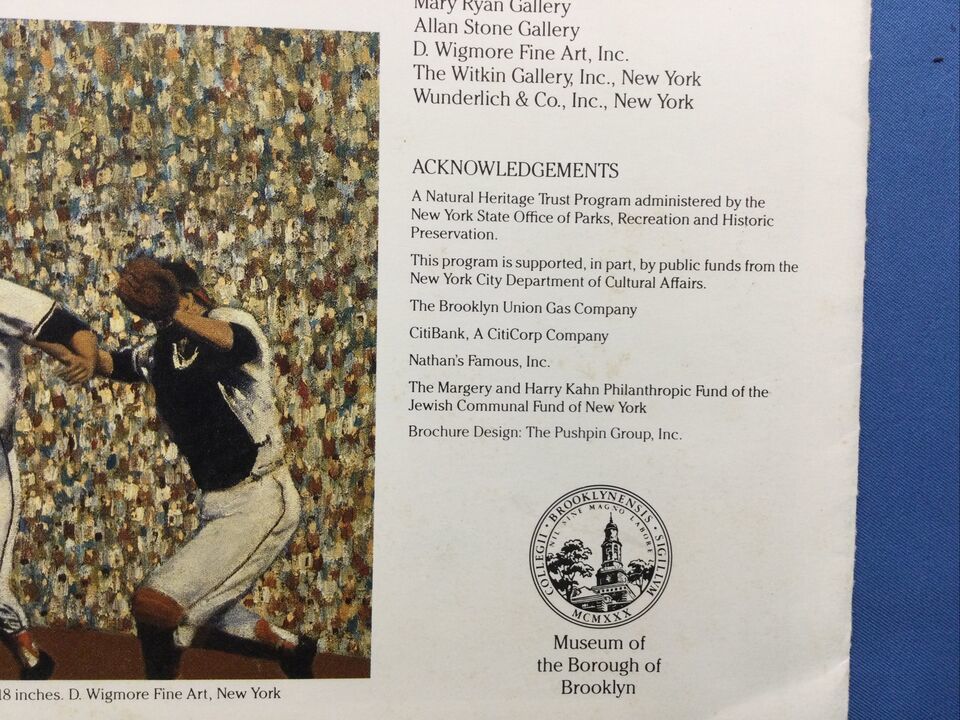 Mary Ryan Gallery
Allan Stone Gallery
D. Wigmore Fine Art, Inc.
The Witkin Gallery, Inc., New York
Wunderlich & Co., Inc., New York
ACKNOWLEDGEMENTS
A Natural Heritage Trust Program administered by the
New York State Office of Parks, Recreation and Historic
Preservation.
This program is supported, in part, by public funds from the
New York City Department of Cultural Affairs.
The Brooklyn Union Gas Company
CitiBank, A CitiCorp Company
Nathan's Famous, Inc.
The Margery and Harry Kahn Philanthropic Fund of the
Jewish Communal Fund of New York
Brochure Design: The Pushpin Group, Inc.
COLLEGII · BROOKLYNENSIS · SIGILLVM
NIL SINE MAGNO LABORE
MCMXXX
Museum of
the Borough of
Brooklyn
18 inches. D. Wigmore Fine Art, New York